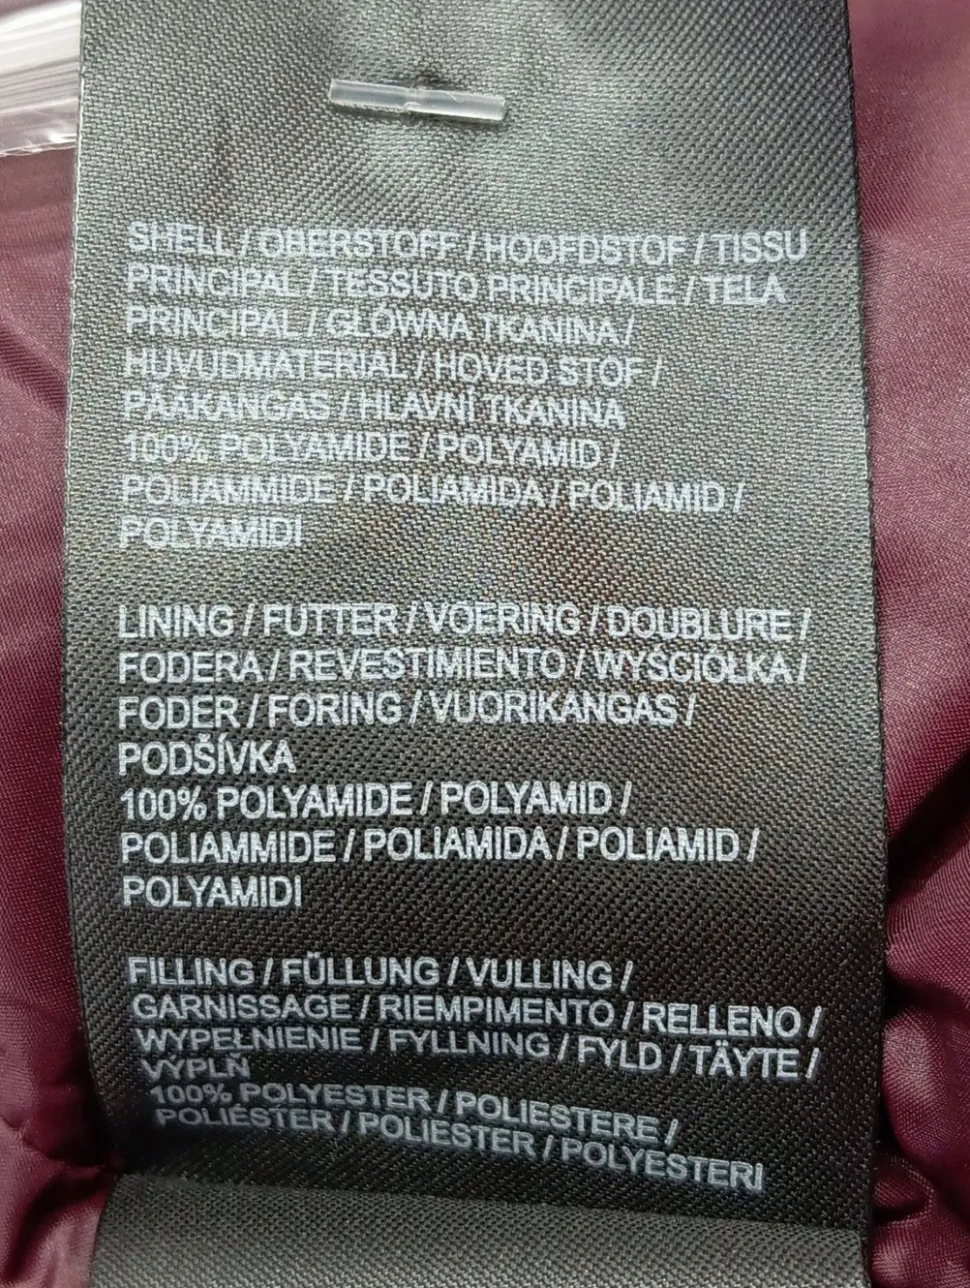 SHELL / OBERSTOFF / HOOFDSTOF / TISSU
PRINCIPAL / TESSUTO PRINCIPALE / TELA
PRINCIPAL / GLÓWNA TKANINA /
HUVUDMATERIAL / HOVED STOF /
PÄÄKANGAS / HLAVNÍ TKANINA
100% POLYAMIDE / POLYAMID /
POLIAMMIDE / POLIAMIDA / POLIAMID /
POLYAMIDI
LINING / FUTTER / VOERING / DOUBLURE /
FODERA / REVESTIMIENTO / WYŚCIÓŁKA /
FODER / FORING / VUORIKANGAS /
PODŠÍVKA
100% POLYAMIDE / POLYAMID /
POLIAMMIDE / POLIAMIDA / POLIAMID /
POLYAMIDI
FILLING / FÜLLUNG / VULLING /
GARNISSAGE / RIEMPIMENTO / RELLENO /
WYPEŁNIENIE / FYLLNING / FYLD / TÄYTE /
VÝPLŇ
100% POLYESTER / POLIESTERE /
POLIÉSTER / POLIESTER / POLYESTERI